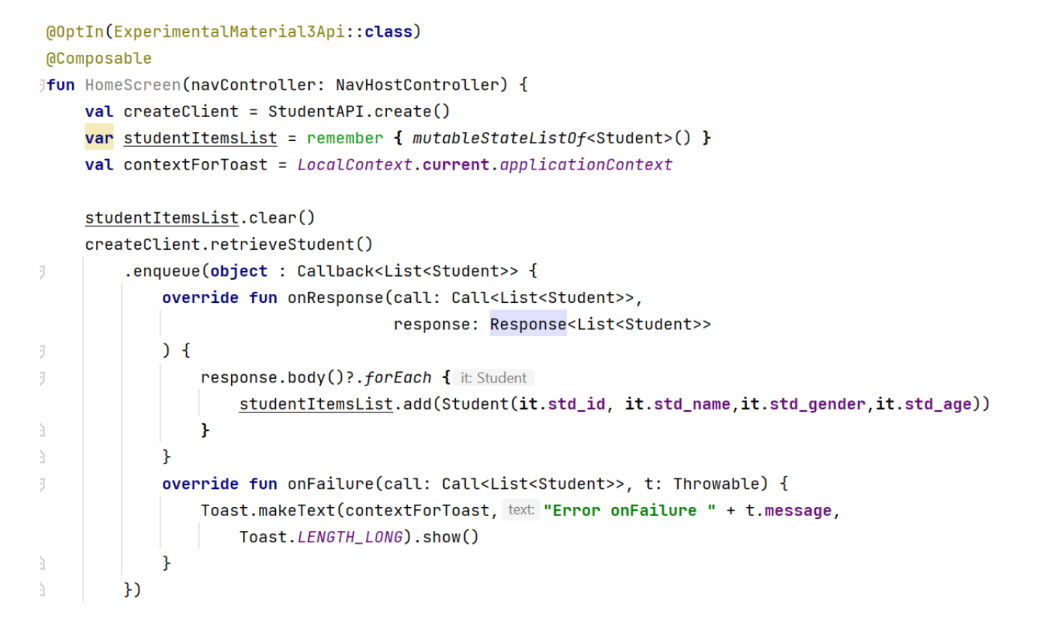 @OptIn(ExperimentalMaterial3Api::class)
@Composable
fun HomeScreen(navController: NavHostController) {
    val createClient = StudentAPI.create()
    var studentItemsList = remember { mutableStateListOf<Student>() }
    val contextForToast = LocalContext.current.applicationContext

    studentItemsList.clear()
    createClient.retrieveStudent()
        .enqueue(object : Callback<List<Student>> {
            override fun onResponse(call: Call<List<Student>>,
                                    response: Response<List<Student>>
            ) {
                response.body()?.forEach { it: Student
                    studentItemsList.add(Student(it.std_id, it.std_name,it.std_gender,it.std_age))
                }
            }
            override fun onFailure(call: Call<List<Student>>, t: Throwable) {
                Toast.makeText(contextForToast, text: "Error onFailure " + t.message,
                    Toast.LENGTH_LONG).show()
            }
        })